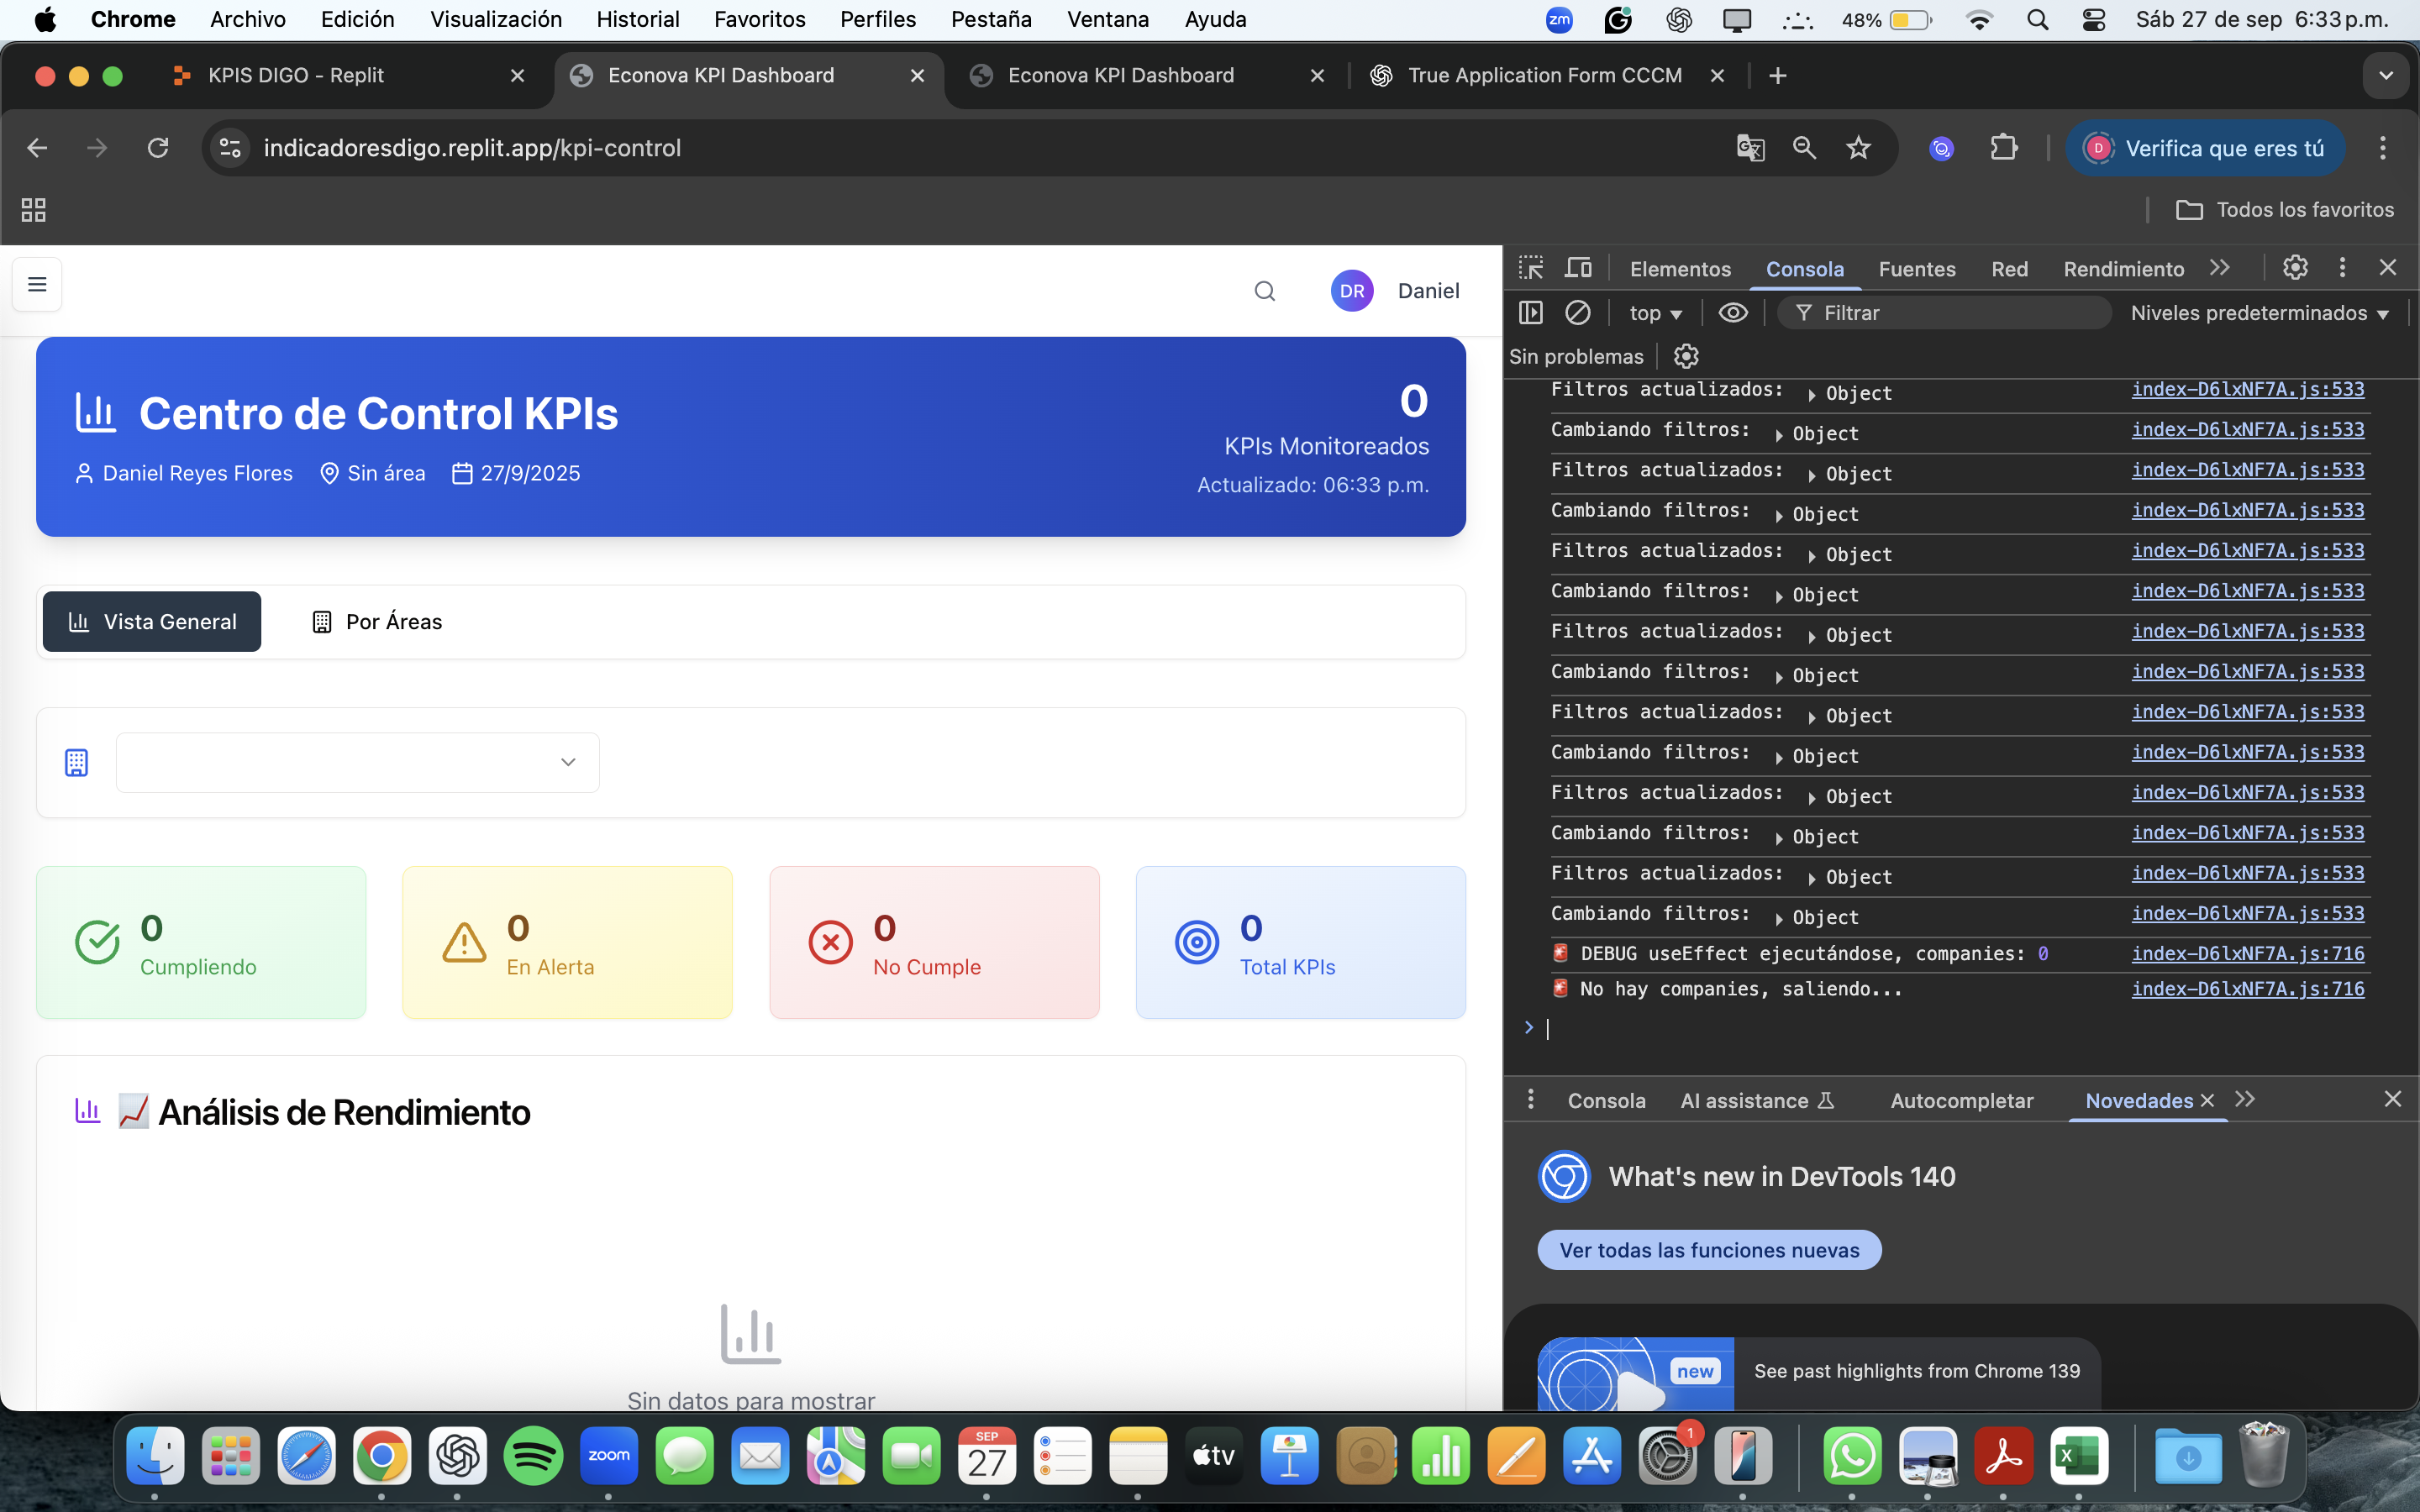 Chrome Archivo Edición Visualización Historial Favoritos Perfiles Pestaña Ventana Ayuda
zm 48% Sáb 27 de sep 6:33 p.m.
KPIS DIGO - Replit
Econova KPI Dashboard
Econova KPI Dashboard
True Application Form CCCM
indicadoresdigo.replit.app/kpi-control
D Verifica que eres tú
Todos los favoritos
DR Daniel
Centro de Control KPIs
Daniel Reyes Flores Sin área 27/9/2025
0
KPIs Monitoreados
Actualizado: 06:33 p.m.
Vista General Por Áreas
0
Cumpliendo
0
En Alerta
0
No Cumple
0
Total KPIs
Análisis de Rendimiento
Sin datos para mostrar
Elementos Consola Fuentes Red Rendimiento
top Filtrar Niveles predeterminados
Sin problemas
Filtros actualizados: Object index-D6lxNF7A.js:533
Cambiando filtros: Object index-D6lxNF7A.js:533
Filtros actualizados: Object index-D6lxNF7A.js:533
Cambiando filtros: Object index-D6lxNF7A.js:533
Filtros actualizados: Object index-D6lxNF7A.js:533
Cambiando filtros: Object index-D6lxNF7A.js:533
Filtros actualizados: Object index-D6lxNF7A.js:533
Cambiando filtros: Object index-D6lxNF7A.js:533
Filtros actualizados: Object index-D6lxNF7A.js:533
Cambiando filtros: Object index-D6lxNF7A.js:533
Filtros actualizados: Object index-D6lxNF7A.js:533
Cambiando filtros: Object index-D6lxNF7A.js:533
Filtros actualizados: Object index-D6lxNF7A.js:533
Cambiando filtros: Object index-D6lxNF7A.js:533
DEBUG useEffect ejecutándose, companies: 0 index-D6lxNF7A.js:716
No hay companies, saliendo... index-D6lxNF7A.js:716
Consola AI assistance Autocompletar Novedades
What's new in DevTools 140
Ver todas las funciones nuevas
new See past highlights from Chrome 139
zoom SEP 27 tv 1 X